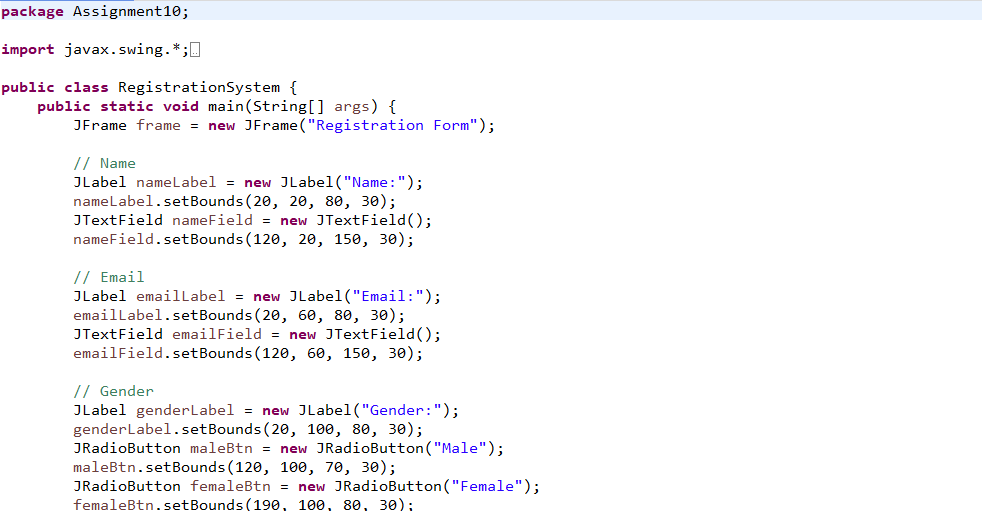 package Assignment10;
import javax.swing.*;
public class RegistrationSystem {
    public static void main(String[] args) {
        JFrame frame = new JFrame("Registration Form");
        // Name
        JLabel nameLabel = new JLabel("Name:");
        nameLabel.setBounds(20, 20, 80, 30);
        JTextField nameField = new JTextField();
        nameField.setBounds(120, 20, 150, 30);
        // Email
        JLabel emailLabel = new JLabel("Email:");
        emailLabel.setBounds(20, 60, 80, 30);
        JTextField emailField = new JTextField();
        emailField.setBounds(120, 60, 150, 30);
        // Gender
        JLabel genderLabel = new JLabel("Gender:");
        genderLabel.setBounds(20, 100, 80, 30);
        JRadioButton maleBtn = new JRadioButton("Male");
        maleBtn.setBounds(120, 100, 70, 30);
        JRadioButton femaleBtn = new JRadioButton("Female");
        femaleBtn.setBounds(190, 100, 80, 30);